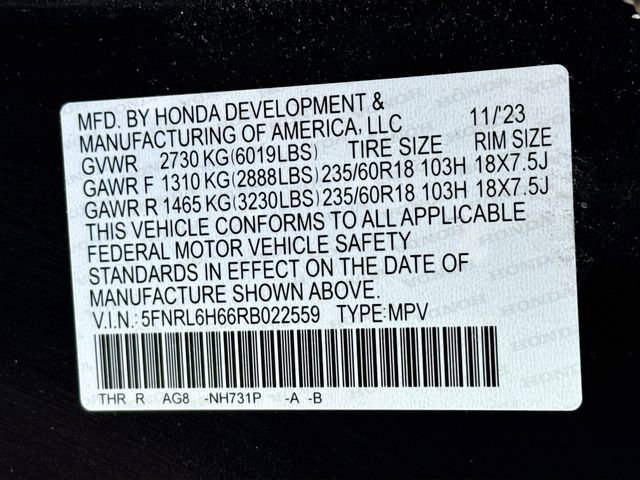 MFD. BY HONDA DEVELOPMENT &
MANUFACTURING OF AMERICA, LLC 11/'23
GVWR 2730 KG(6019LBS) TIRE SIZE RIM SIZE
GAWR F 1310 KG(2888LBS) 235/60R18 103H 18X7.5J
GAWR R 1465 KG(3230LBS) 235/60R18 103H 18X7.5J
THIS VEHICLE CONFORMS TO ALL APPLICABLE
FEDERAL MOTOR VEHICLE SAFETY
STANDARDS IN EFFECT ON THE DATE OF
MANUFACTURE SHOWN ABOVE.
V.I.N.: 5FNRL6H66RB022559 TYPE: MPV
THR R AG8 -NH731P -A -B